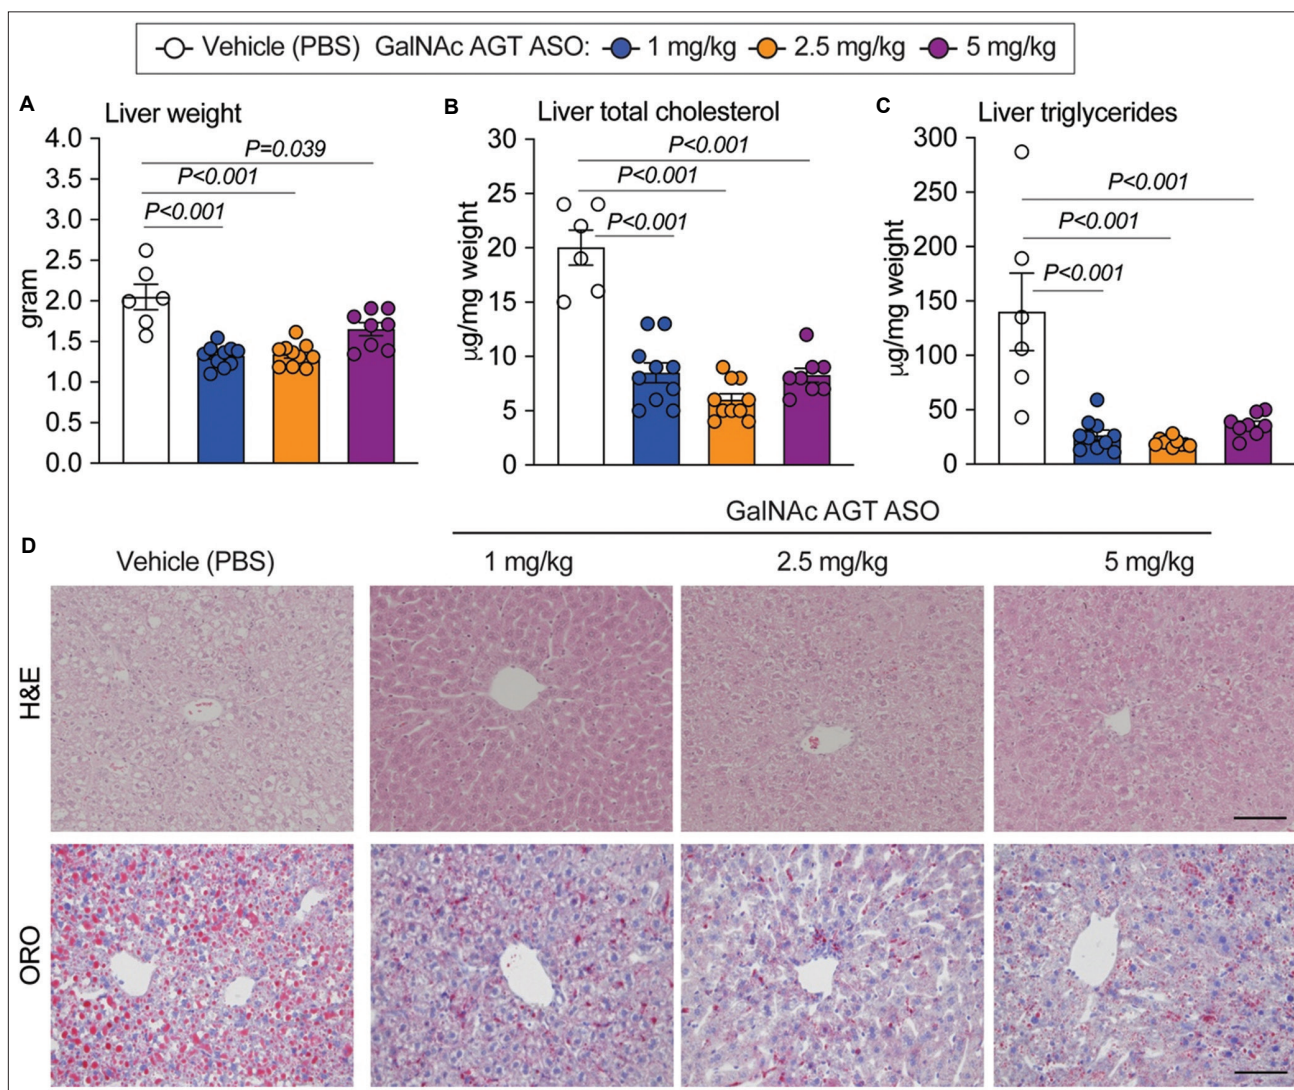 Vehicle (PBS) GalNAc AGT ASO: 1 mg/kg 2.5 mg/kg 5 mg/kg
A Liver weight
4.0
3.5
3.0
2.5
2.0
1.5
1.0
0.5
0.0
gram
P=0.039
P<0.001
P<0.001
B Liver total cholesterol
30
25
20
15
10
5
0
µg/mg weight
P<0.001
P<0.001
P<0.001
C Liver triglycerides
300
250
200
150
100
50
0
µg/mg weight
P<0.001
P<0.001
P<0.001
D
GalNAc AGT ASO
Vehicle (PBS) 1 mg/kg 2.5 mg/kg 5 mg/kg
H&E
ORO